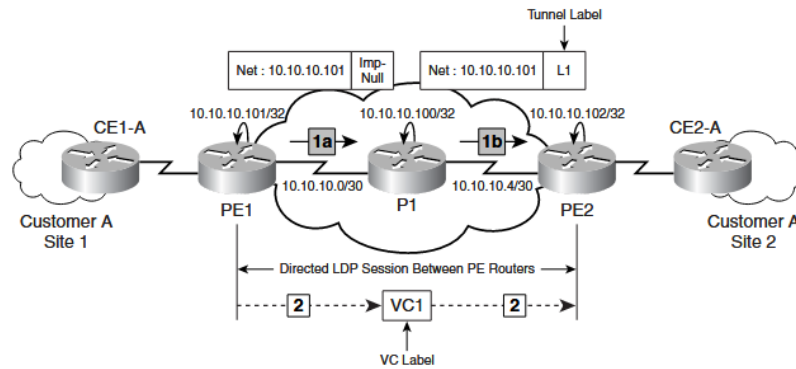 Tunnel Label
Net : 10.10.10.101
Imp-
Null
Net : 10.10.10.101
L1
10.10.10.101/32
10.10.10.100/32
10.10.10.102/32
CE1-A
1a
1b
CE2-A
10.10.10.0/30
10.10.10.4/30
Customer A
Site 1
PE1
P1
PE2
Customer A
Site 2
Directed LDP Session Between PE Routers
2
VC1
2
VC Label